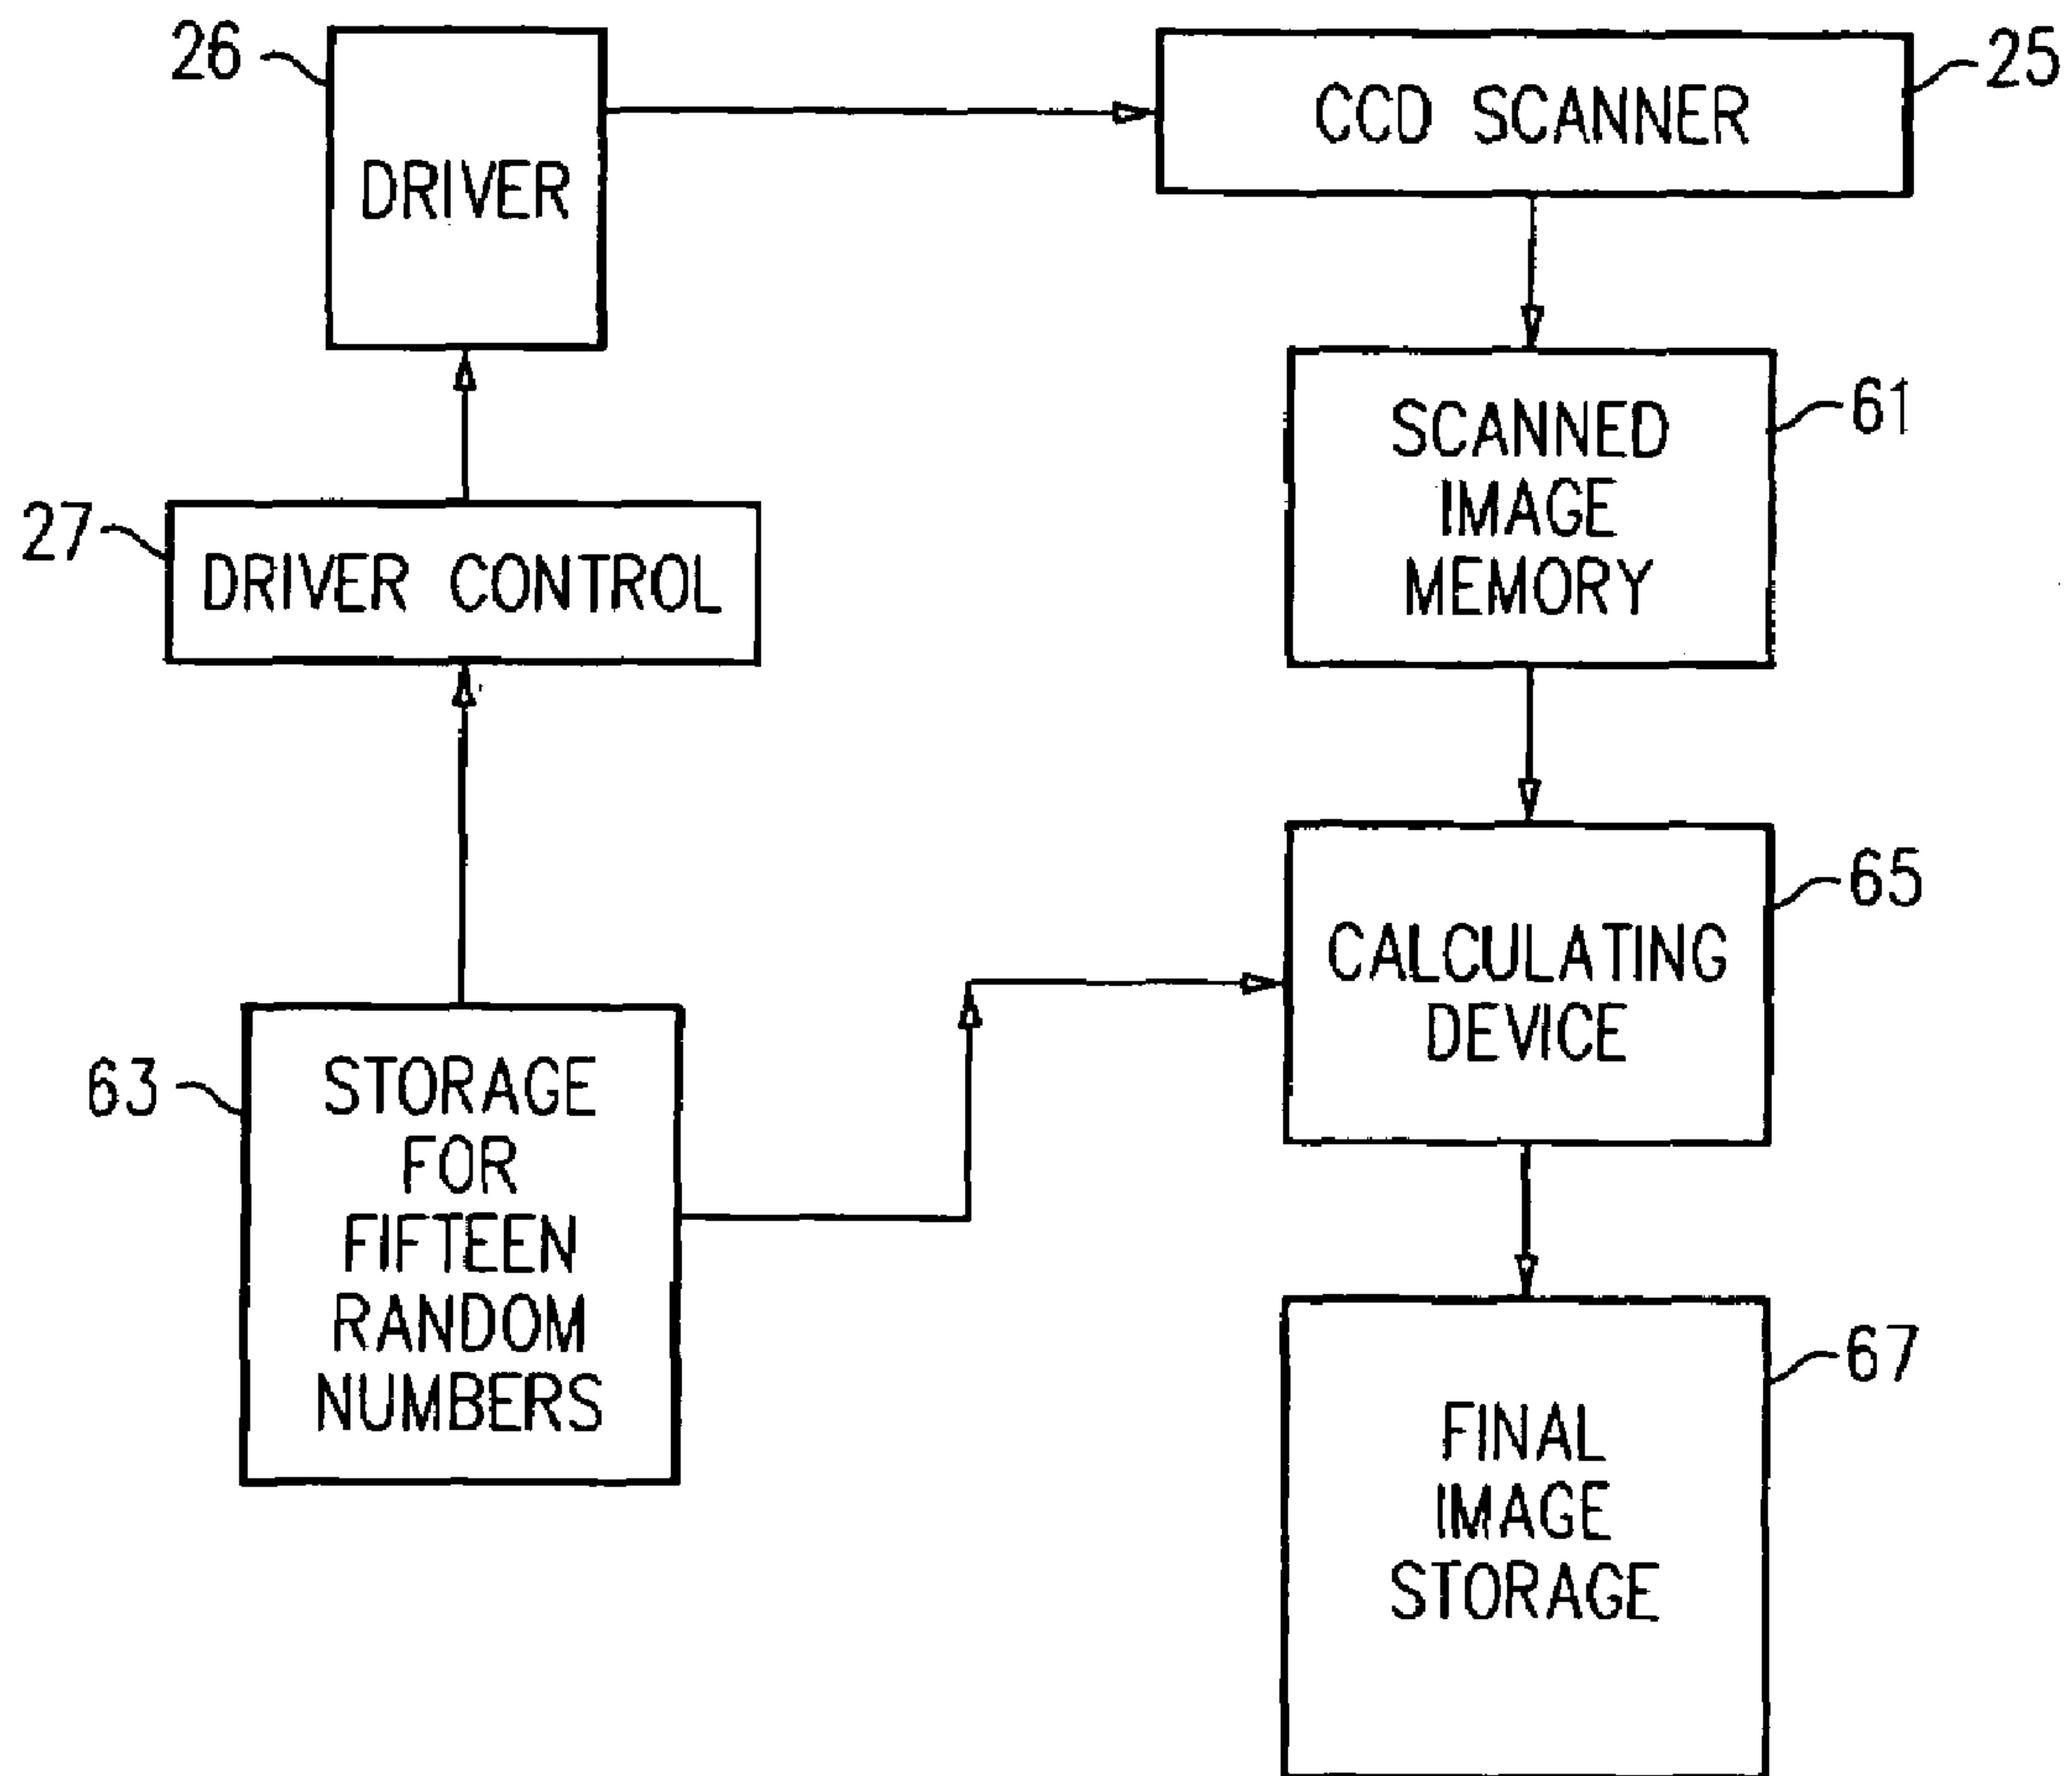 26
DRIVER
CCD SCANNER
25
SCANNED
IMAGE
MEMORY
61
27
DRIVER CONTROL
CALCULATING
DEVICE
65
63
STORAGE
FOR
FIFTEEN
RANDOM
NUMBERS
FINAL
IMAGE
STORAGE
67